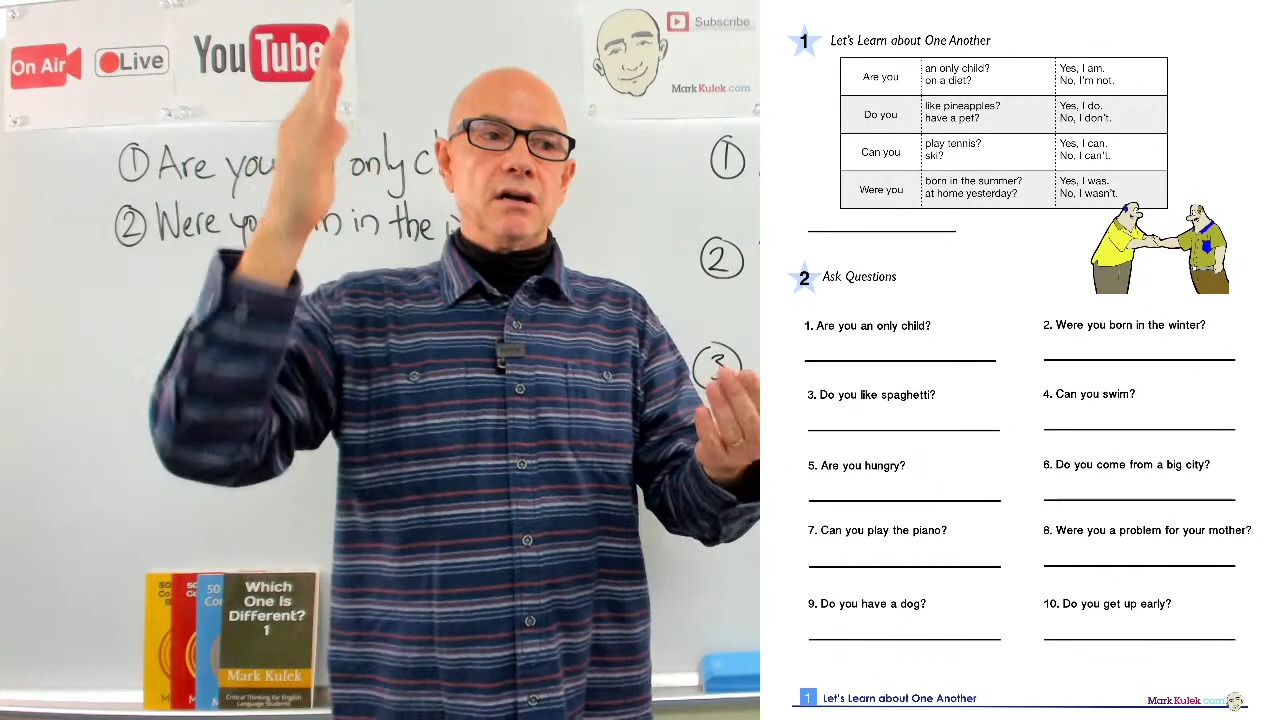 On Air
Live
YouTube
Subscribe
MarkKulek.com
① Are you only
② Were you in the
①
②
③
Which
One Is
Different?
1
Mark Kulek
Critical Thinking for English
Language Students
50
1 Let's Learn about One Another
Are you
an only child?
on a diet?
Yes, I am.
No, I'm not.
Do you
like pineapples?
have a pet?
Yes, I do.
No, I don't.
Can you
play tennis?
ski?
Yes, I can.
No, I can't.
Were you
born in the summer?
at home yesterday?
Yes, I was.
No, I wasn't.
2 Ask Questions
1. Are you an only child?
2. Were you born in the winter?
3. Do you like spaghetti?
4. Can you swim?
5. Are you hungry?
6. Do you come from a big city?
7. Can you play the piano?
8. Were you a problem for your mother?
9. Do you have a dog?
10. Do you get up early?
1 Let's Learn about One Another
MarkKulek.com